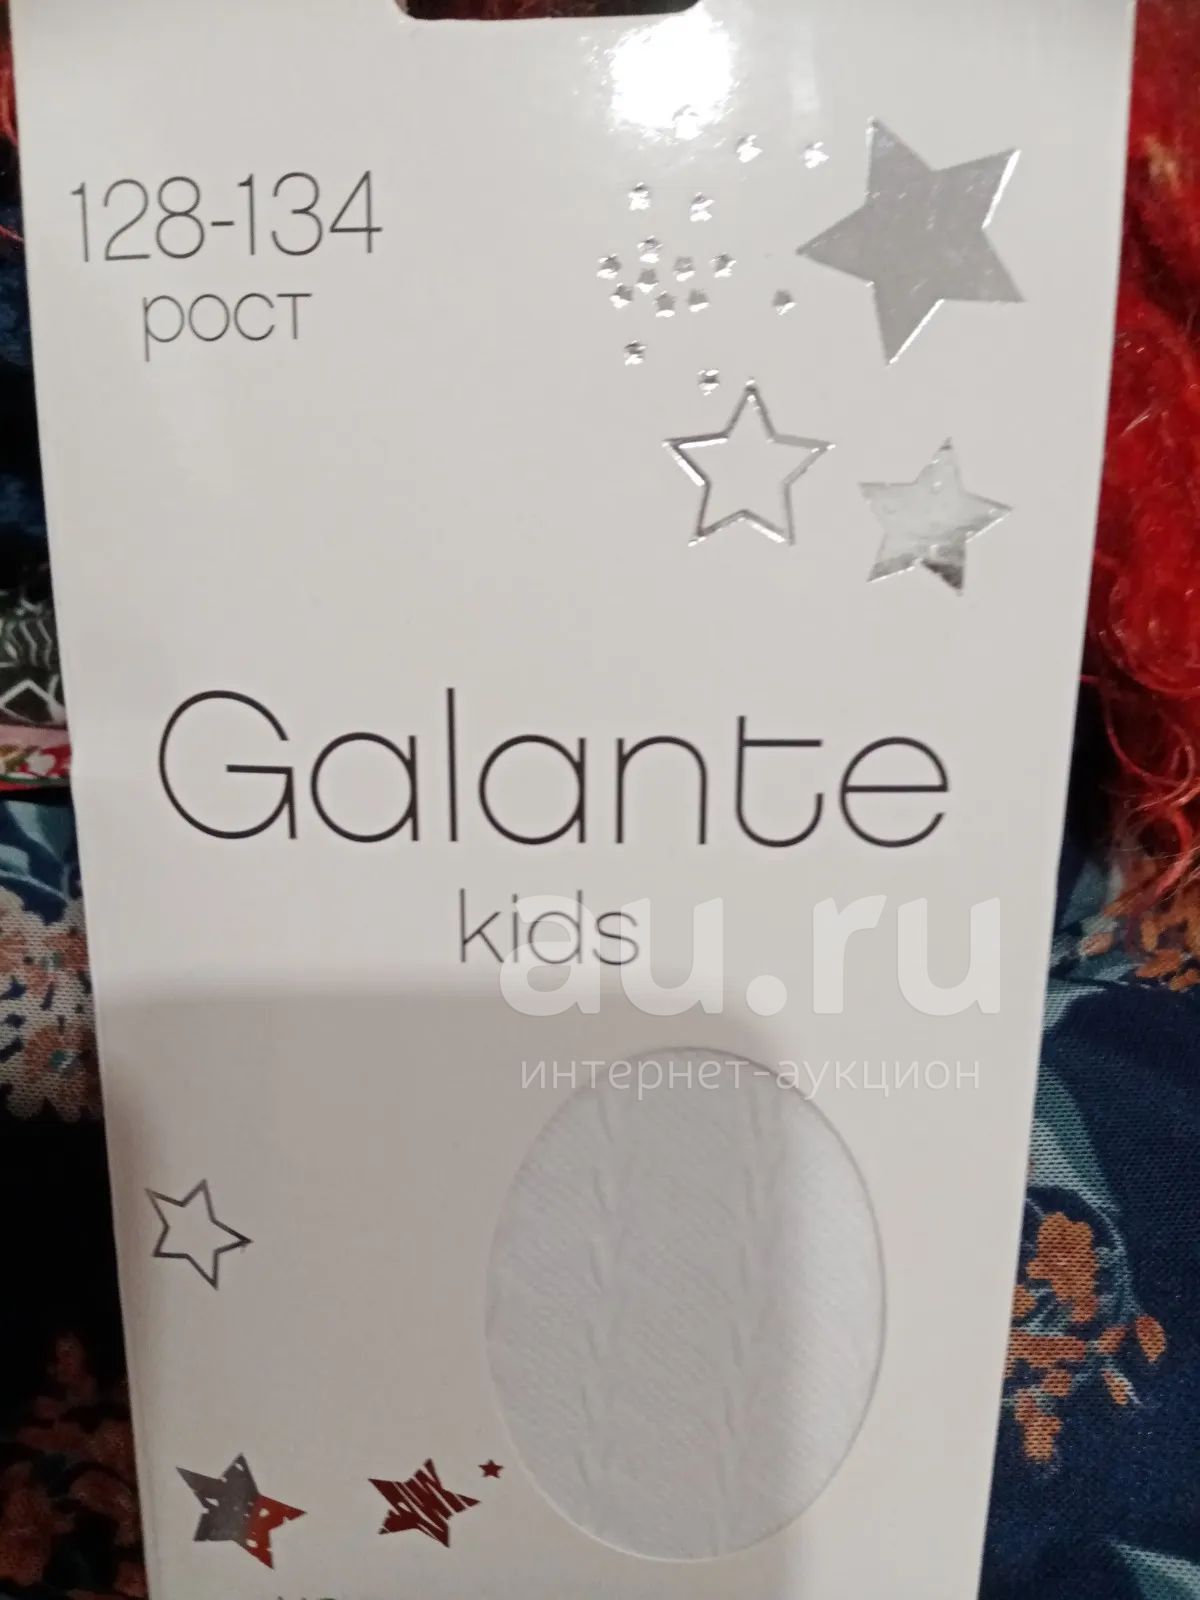 128-134
рост
Galante
kids
au.ru
интернет-аукцион